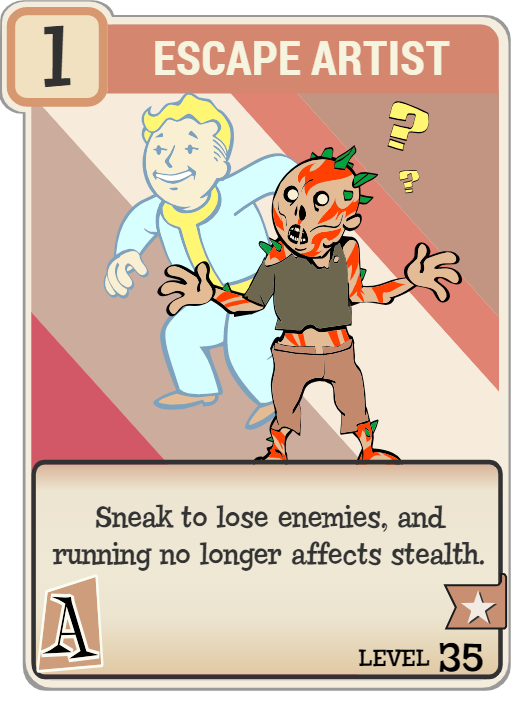 1
ESCAPE ARTIST
? ?
Sneak to lose enemies, and
running no longer affects stealth.
A
LEVEL 35